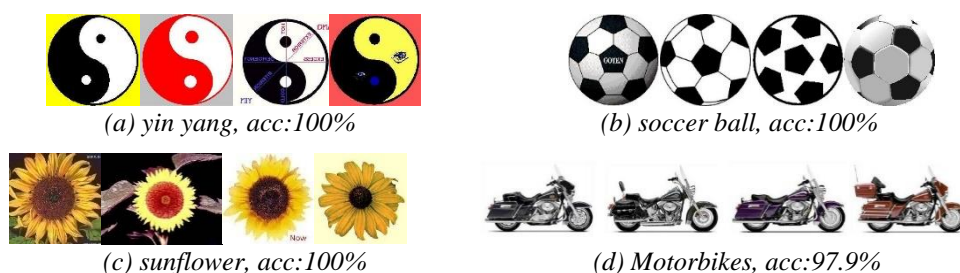 GOTEN
(a) yin yang, acc:100%
(b) soccer ball, acc:100%
Now
(c) sunflower, acc:100%
(d) Motorbikes, acc:97.9%